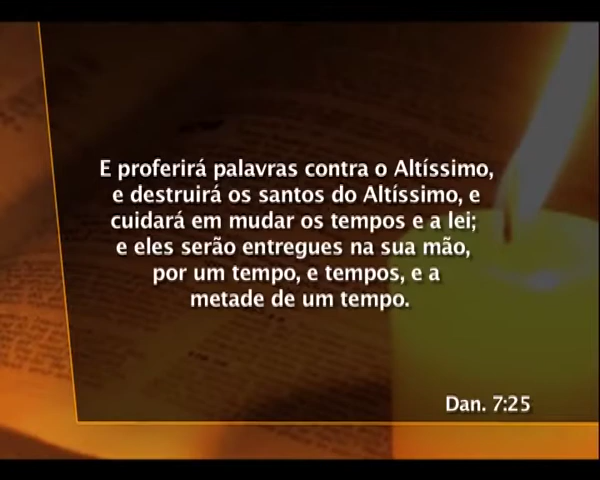 E proferirá palavras contra o Altíssimo,
e destruirá os santos do Altíssimo, e
cuidará em mudar os tempos e a lei;
e eles serão entregues na sua mão,
por um tempo, e tempos, e a
metade de um tempo.
Dan. 7:25